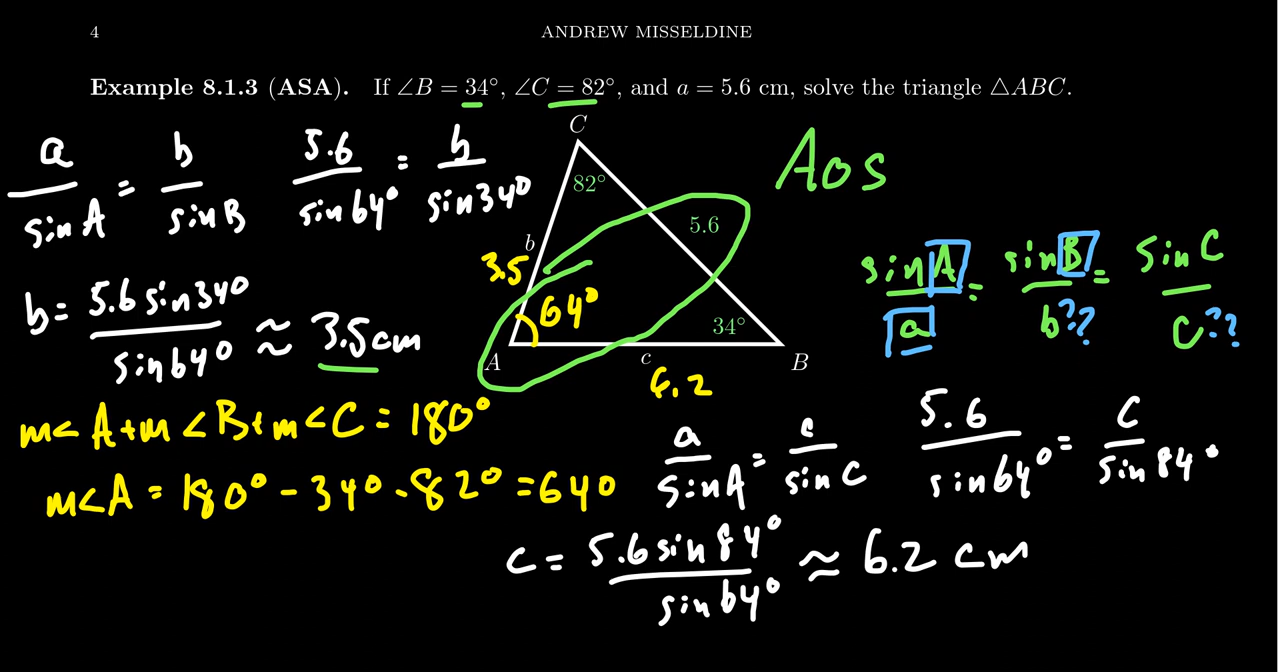 4 ANDREW MISSELDINE
Example 8.1.3 (ASA). If ∠B = 34°, ∠C = 82°, and a = 5.6 cm, solve the triangle △ABC.
a/sinA = b/sinB
5.6/sin64° = b/sin34°
b = 5.6sin34°/sin64° ≈ 3.5cm
m∠A+m∠B+m∠C = 180°
m∠A = 180° - 34° - 82° = 640
C
82°
b
5.6
3.5
64°
34°
A
c
B
6.2
Aos
sinA/a = sinB/b?? = sinC/c??
a/sinA = c/sinC
5.6/sin64° = c/sin84°
c = 5.6sin84°/sin64° ≈ 6.2 cm